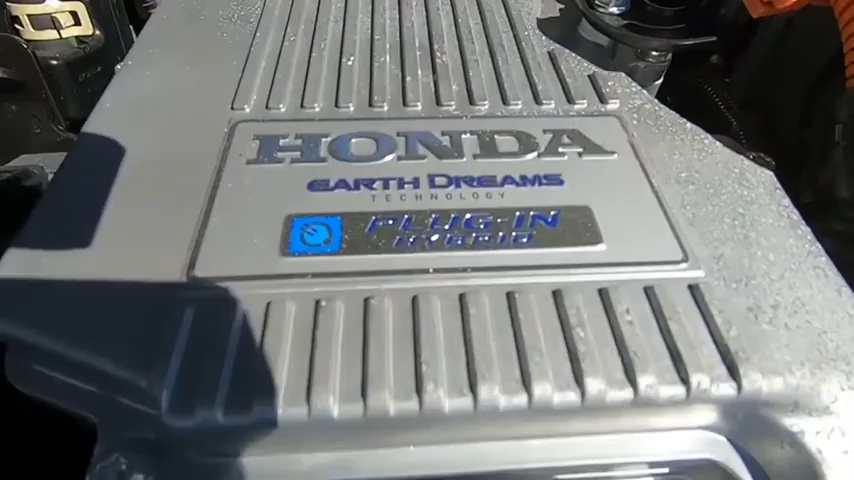 HONDA
EARTH DREAMS
TECHNOLOGY
PLUG-IN
HYBRID